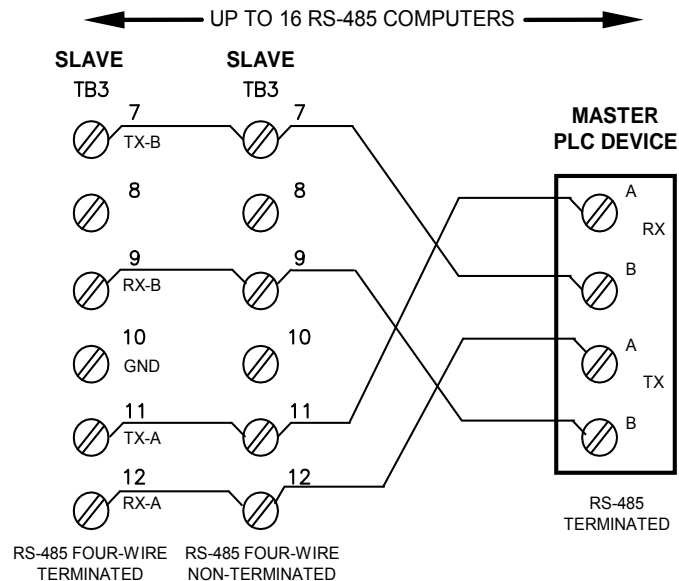 UP TO 16 RS-485 COMPUTERS
SLAVE
TB3
7
TX-B
8
9
RX-B
10
GND
11
TX-A
12
RX-A
RS-485 FOUR-WIRE
TERMINATED
SLAVE
TB3
7
8
9
10
11
12
RS-485 FOUR-WIRE
NON-TERMINATED
MASTER
PLC DEVICE
A
RX
B
A
TX
B
RS-485
TERMINATED